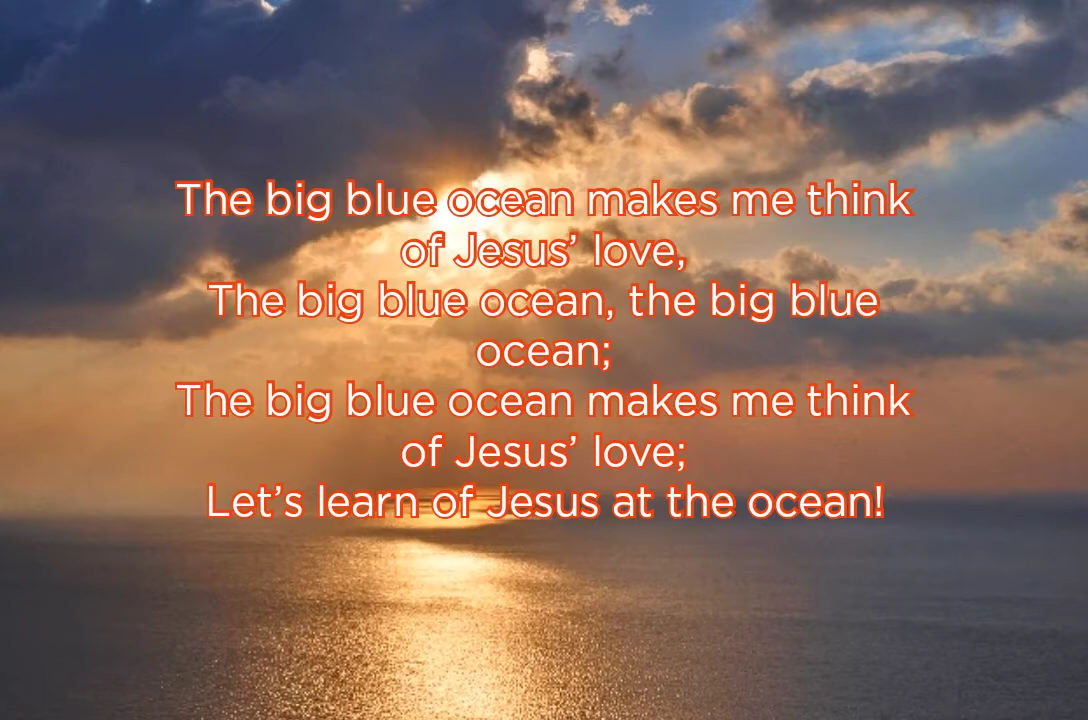 The big blue ocean makes me think
of Jesus’ love,
The big blue ocean, the big blue
ocean;
The big blue ocean makes me think
of Jesus’ love;
Let’s learn of Jesus at the ocean!